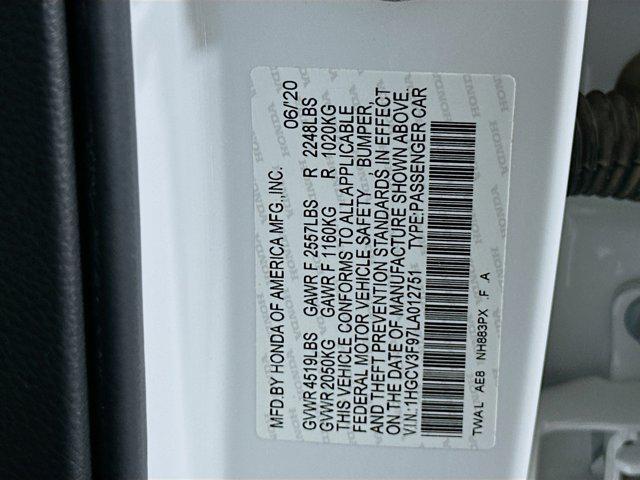 MFD.BY HONDA OF AMERICA MFG.,INC. 06/'20
GVWR 4519LBS GAWR F 2557LBS R 2248LBS
GVWR 2050KG GAWR F 1160KG R 1020KG
THIS VEHICLE CONFORMS TO ALL APPLICABLE
FEDERAL MOTOR VEHICLE SAFETY , BUMPER,
AND THEFT PREVENTION STANDARDS IN EFFECT
ON THE DATE OF MANUFACTURE SHOWN ABOVE.
V.I.N.:1HGCV3F97LA012751 TYPE:PASSENGER CAR
TWAL AE8 NH883PX F A